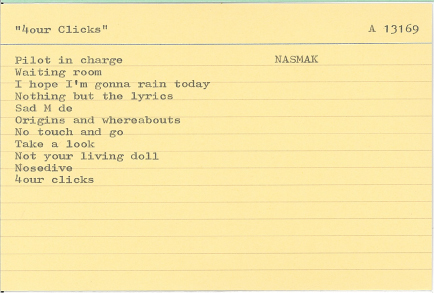 "4our Clicks" A 13169
Pilot in charge NASMAK
Waiting room
I hope I'm gonna rain today
Nothing but the lyrics
Sad M de
Origins and whereabouts
No touch and go
Take a look
Not your living doll
Nosedive
4our clicks